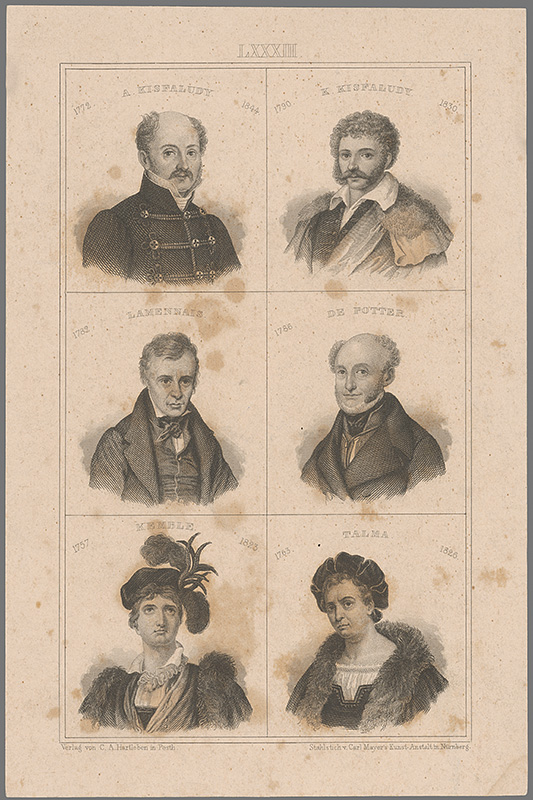 LXXXIII
A KISFALUDY
1772
1844
K KISFALUDY
1790
1830
LAMENNAIS
1782
DE POTTER
1786
KEMBLE
1757
1823
TALMA
1763
1826
Verlag von C. A. Hartleben in Pesth
Stahlstich v. Carl Mayer's Kunst-Anstalt in Nürnberg